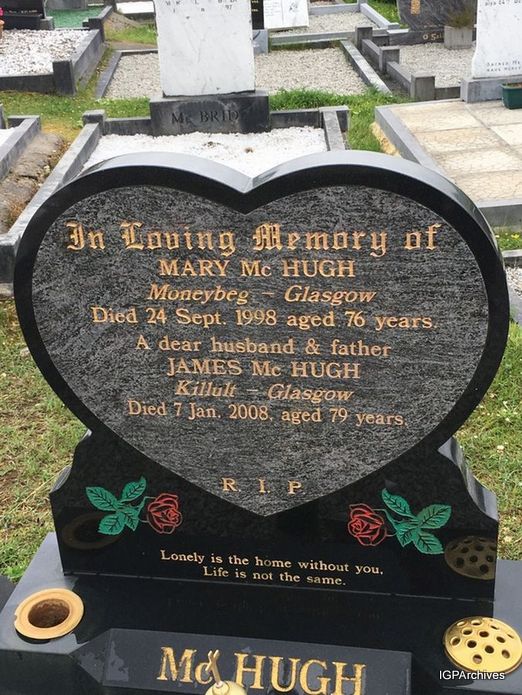 Mc BRID
In Loving Memory of
MARY Mc HUGH
Moneybeg – Glasgow
Died 24 Sept. 1998 aged 76 years.
A dear husband & father
JAMES Mc HUGH
Killult – Glasgow
Died 7 Jan. 2008, aged 79 years.
R. I. P.
Lonely is the home without you,
Life is not the same.
Mc HUGH
IGPArchives